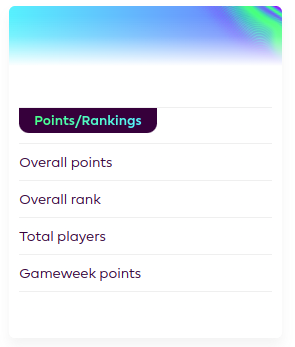 Points/Rankings
Overall points
Overall rank
Total players
Gameweek points